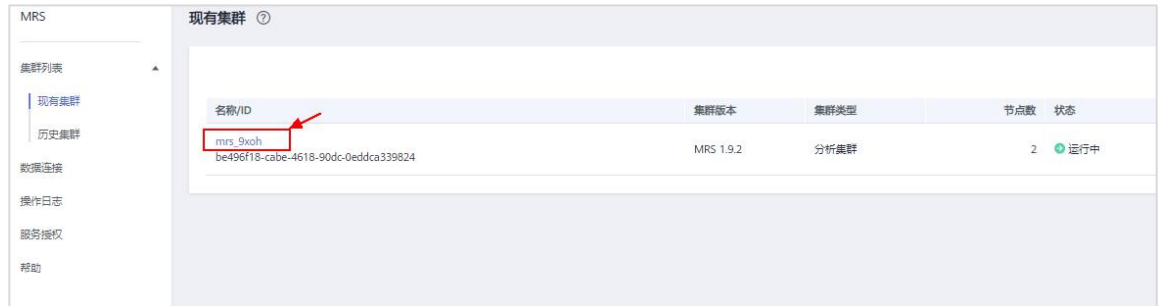 MRS
集群列表
现有集群
历史集群
数据连接
操作日志
服务授权
帮助
现有集群 ?
名称/ID 集群版本 集群类型 节点数 状态
mrs_9xoh
be496f18-cabe-4618-90dc-0eddca339824 MRS 1.9.2 分析集群 2 运行中